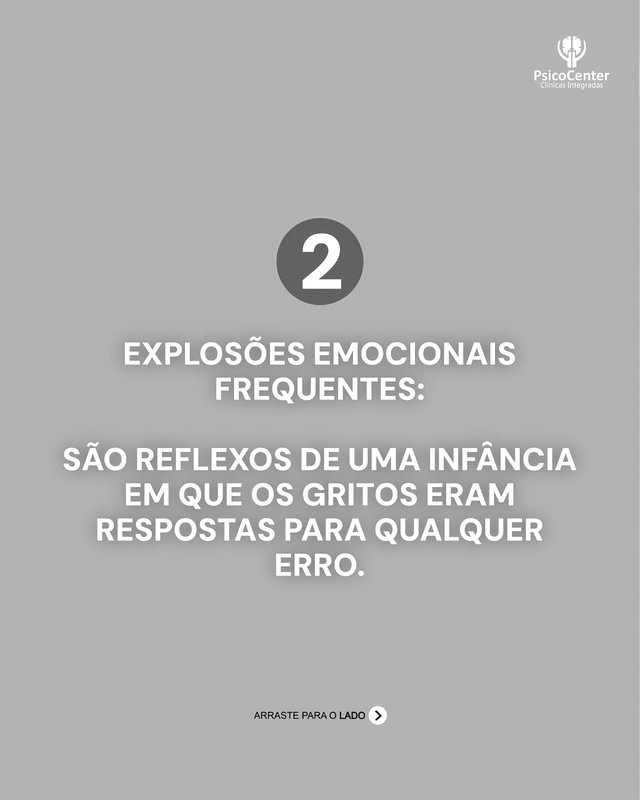 PsicoCenter
Clínicas Integradas
2
EXPLOSÕES EMOCIONAIS
FREQUENTES:
SÃO REFLEXOS DE UMA INFÂNCIA
EM QUE OS GRITOS ERAM
RESPOSTAS PARA QUALQUER
ERRO.
ARRASTE PARA O LADO